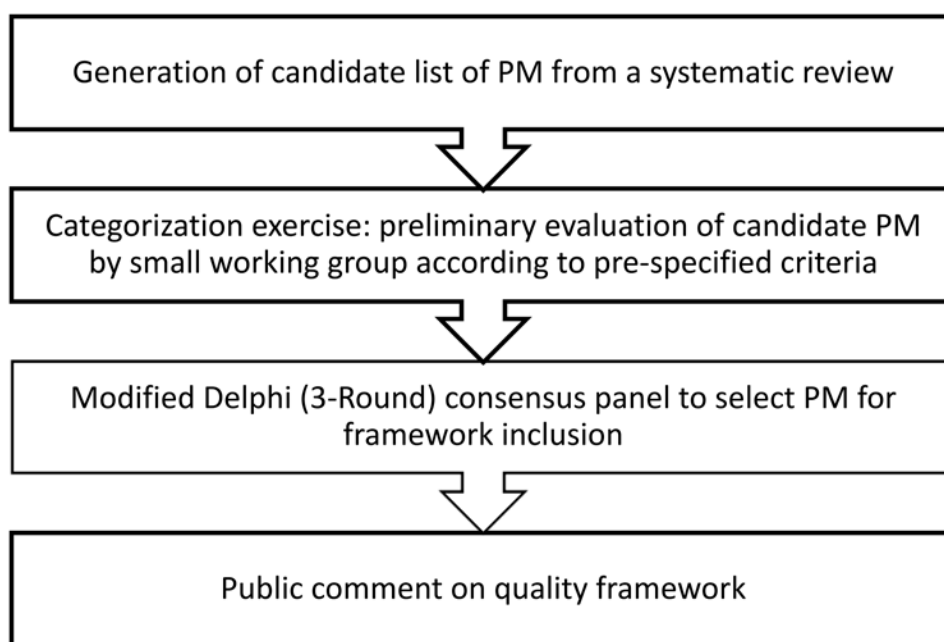 Generation of candidate list of PM from a systematic review
Categorization exercise: preliminary evaluation of candidate PM
by small working group according to pre-specified criteria
Modified Delphi (3-Round) consensus panel to select PM for
framework inclusion
Public comment on quality framework